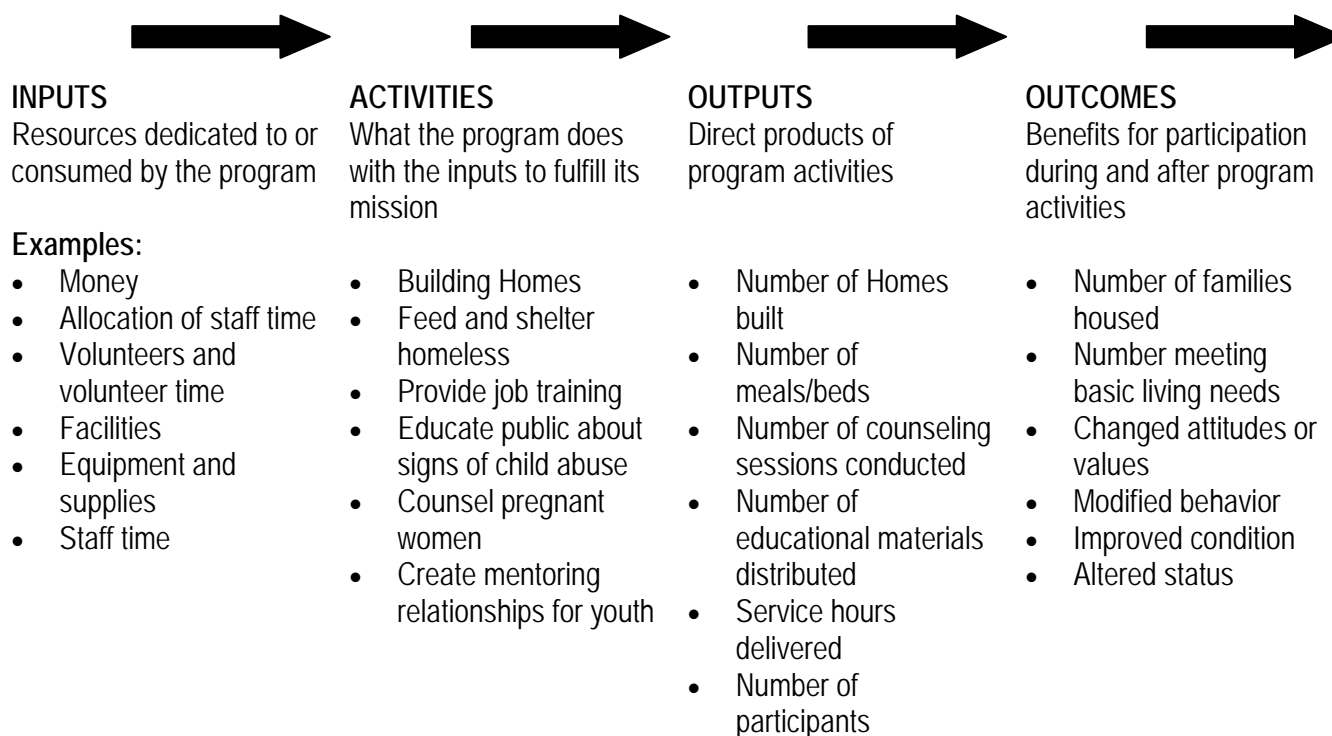 INPUTS
Resources dedicated to or
consumed by the program
Examples:
• Money
• Allocation of staff time
• Volunteers and
volunteer time
• Facilities
• Equipment and
supplies
• Staff time
ACTIVITIES
What the program does
with the inputs to fulfill its
mission
• Building Homes
• Feed and shelter
homeless
• Provide job training
• Educate public about
signs of child abuse
• Counsel pregnant
women
• Create mentoring
relationships for youth
OUTPUTS
Direct products of
program activities
• Number of Homes
built
• Number of
meals/beds
• Number of counseling
sessions conducted
• Number of
educational materials
distributed
• Service hours
delivered
• Number of
participants
OUTCOMES
Benefits for participation
during and after program
activities
• Number of families
housed
• Number meeting
basic living needs
• Changed attitudes or
values
• Modified behavior
• Improved condition
• Altered status